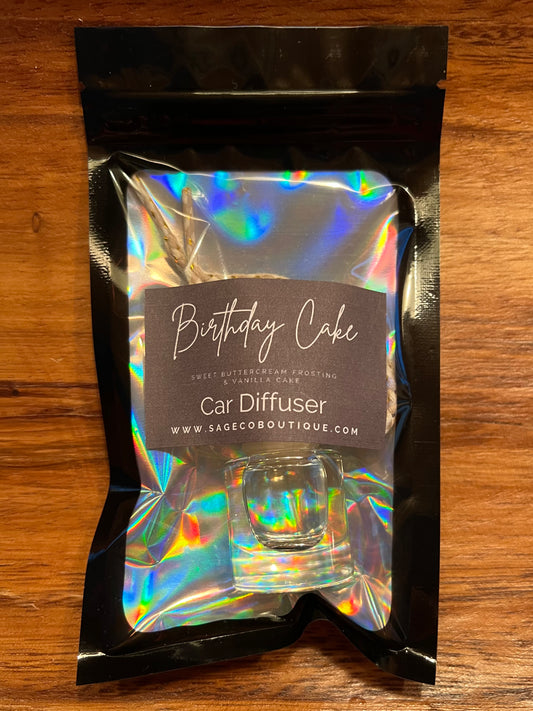 Birthday Cake
SWEET BUTTERCREAM FROSTING
& VANILLA CAKE
Car Diffuser
WWW.SAGECOBOUTIQUE.COM